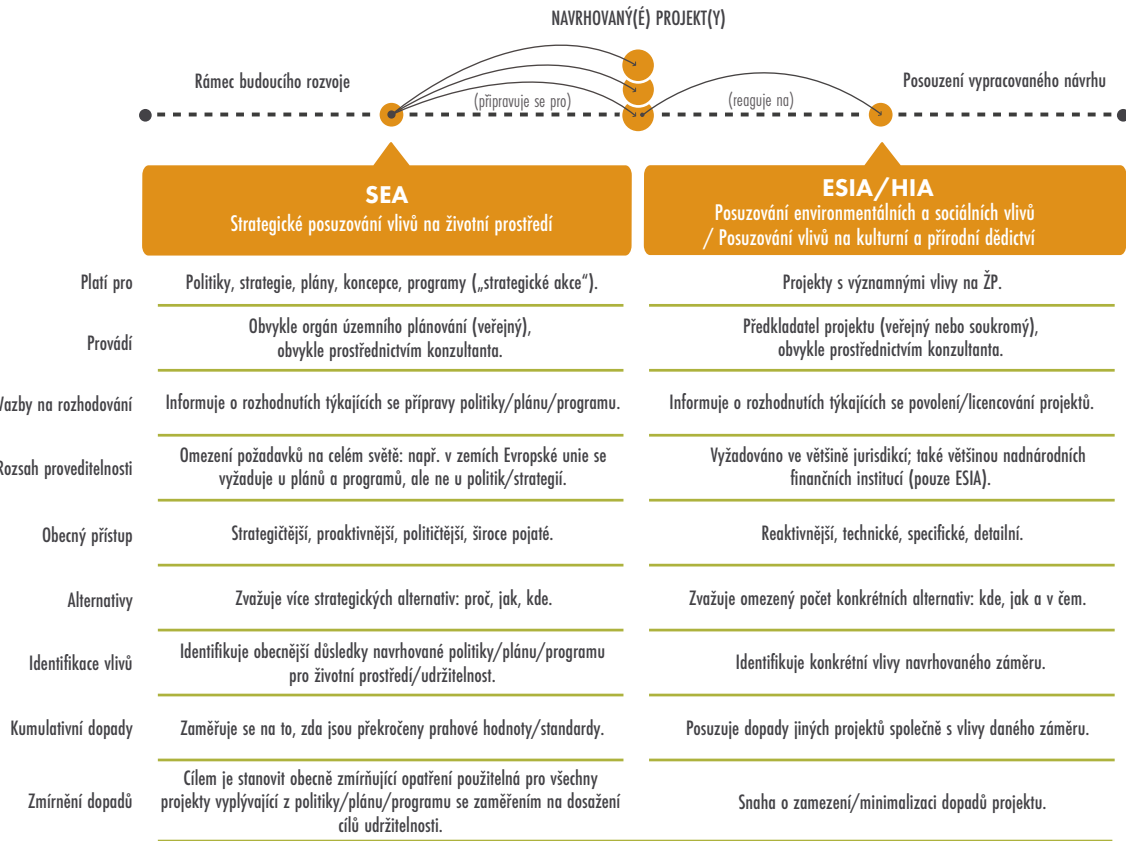 NAVRHOVANÝ(É) PROJEKT(Y)
Rámec budoucího rozvoje
Posouzení vypracovaného návrhu
(připravuje se pro)
(reaguje na)
SEA
Strategické posuzování vlivů na životní prostředí
ESIA/HIA
Posuzování environmentálních a sociálních vlivů
/ Posuzování vlivů na kulturní a přírodní dědictví
Platí pro
Politiky, strategie, plány, koncepce, programy („strategické akce“).
Projekty s významnými vlivy na ŽP.
Provádí
Obvykle orgán územního plánování (veřejný),
obvykle prostřednictvím konzultanta.
Předkladatel projektu (veřejný nebo soukromý),
obvykle prostřednictvím konzultanta.
Vazby na rozhodování
Informuje o rozhodnutích týkajících se přípravy politiky/plánu/programu.
Informuje o rozhodnutích týkajících se povolení/licencování projektů.
Rozsah proveditelnosti
Omezení požadavků na celém světě: např. v zemích Evropské unie se
vyžaduje u plánů a programů, ale ne u politik/strategií.
Vyžadováno ve většině jurisdikcí; také většinou nadnárodních
finančních institucí (pouze ESIA).
Obecný přístup
Strategičtější, proaktivnější, političtější, široce pojaté.
Reaktivnější, technické, specifické, detailní.
Alternativy
Zvažuje více strategických alternativ: proč, jak, kde.
Zvažuje omezený počet konkrétních alternativ: kde, jak a v čem.
Identifikace vlivů
Identifikuje obecnější důsledky navrhované politiky/plánu/programu
pro životní prostředí/udržitelnost.
Identifikuje konkrétní vlivy navrhovaného záměru.
Kumulativní dopady
Zaměřuje se na to, zda jsou překročeny prahové hodnoty/standardy.
Posuzuje dopady jiných projektů společně s vlivy daného záměru.
Zmírnění dopadů
Cílem je stanovit obecně zmírňující opatření použitelná pro všechny
projekty vyplývající z politiky/plánu/programu se zaměřením na dosažení
cílů udržitelnosti.
Snaha o zamezení/minimalizaci dopadů projektu.